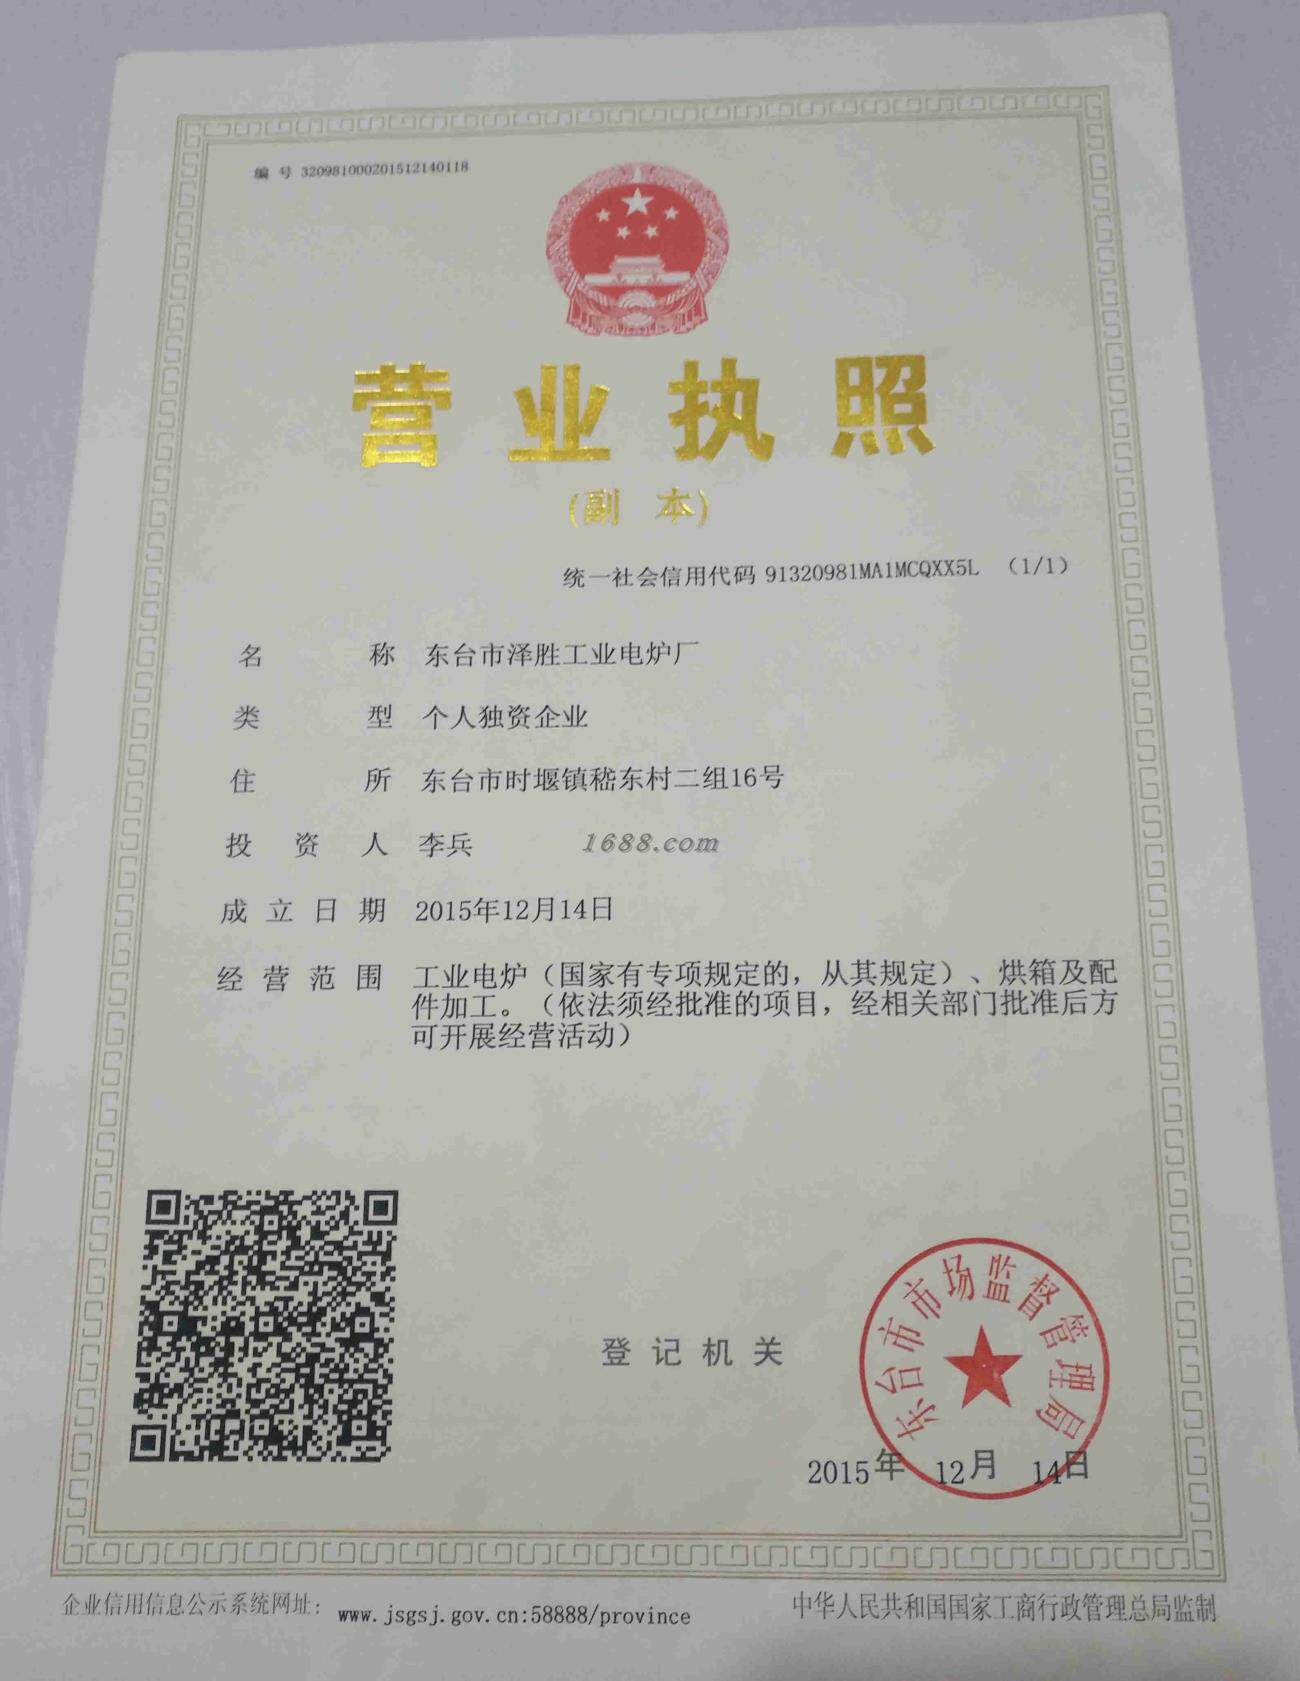 编 号 320981000201512140118
营业执照
(副 本)
统一社会信用代码 91320981MA1MCQXX5L （1/1）
名 称 东台市泽胜工业电炉厂
类 型 个人独资企业
住 所 东台市时堰镇嵇东村二组16号
投 资 人 李兵
1688.com
成 立 日 期 2015年12月14日
经 营 范 围 工业电炉（国家有专项规定的，从其规定）、烘箱及配
件加工。（依法须经批准的项目，经相关部门批准后方
可开展经营活动）
东台市市场监督管理局
登 记 机 关
2015年 12月 14日
企业信用信息公示系统网址： www.jsgsj.gov.cn:58888/province
中华人民共和国国家工商行政管理总局监制